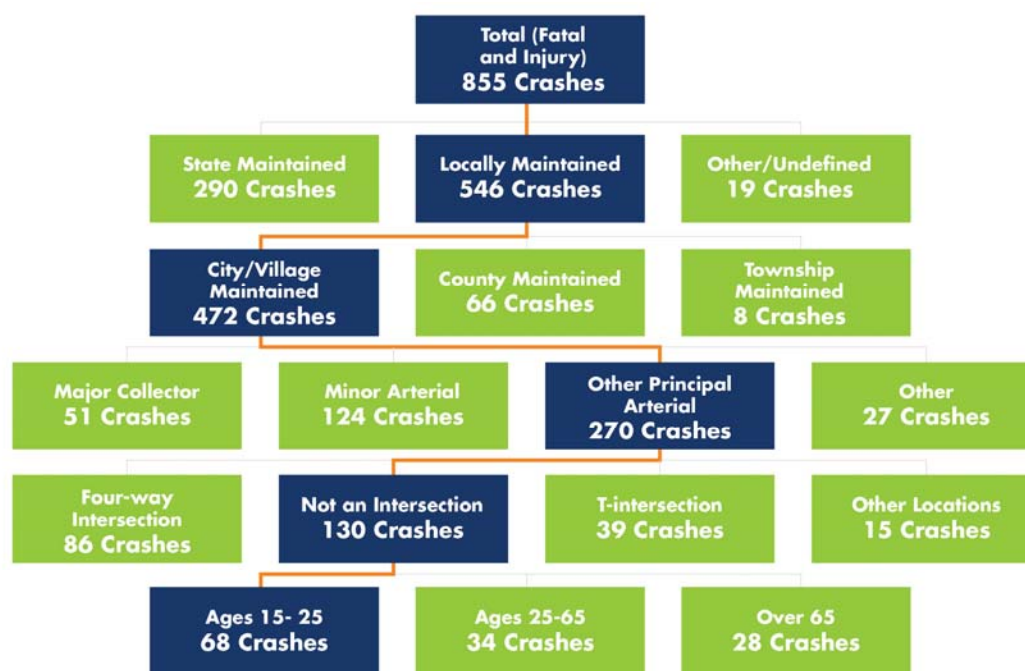 Total (Fatal
and Injury)
855 Crashes
State Maintained
290 Crashes
Locally Maintained
546 Crashes
Other/Undefined
19 Crashes
City/Village
Maintained
472 Crashes
County Maintained
66 Crashes
Township
Maintained
8 Crashes
Major Collector
51 Crashes
Minor Arterial
124 Crashes
Other Principal
Arterial
270 Crashes
Other
27 Crashes
Four-way
Intersection
86 Crashes
Not an Intersection
130 Crashes
T-intersection
39 Crashes
Other Locations
15 Crashes
Ages 15- 25
68 Crashes
Ages 25-65
34 Crashes
Over 65
28 Crashes